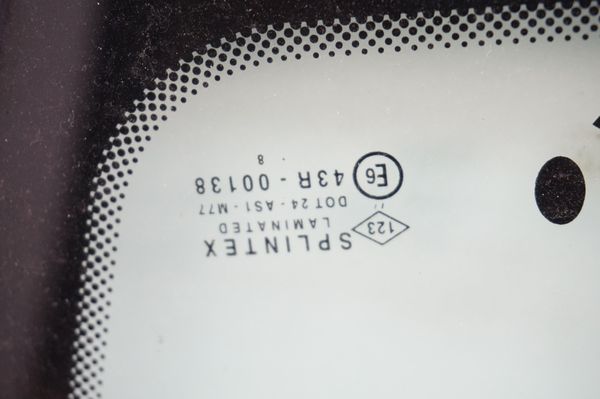 123 SPLINTEX
LAMINATED
DOT 24 - AS1 - M77
E6 43R - 00138
. 8